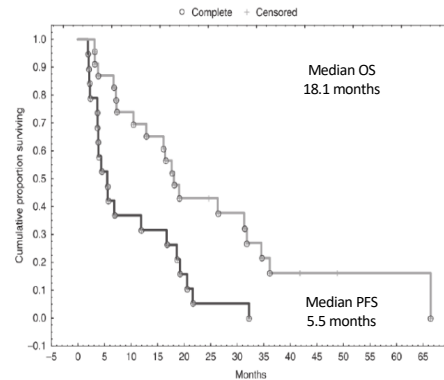 Complete Censored
1.0
0.9
0.8
0.7
0.6
0.5
0.4
0.3
0.2
0.1
0.0
-0.1
Cumulative proportion surviving
Median OS
18.1 months
Median PFS
5.5 months
-5 0 5 10 15 20 25 30 35 40 45 50 55 60 65
Months